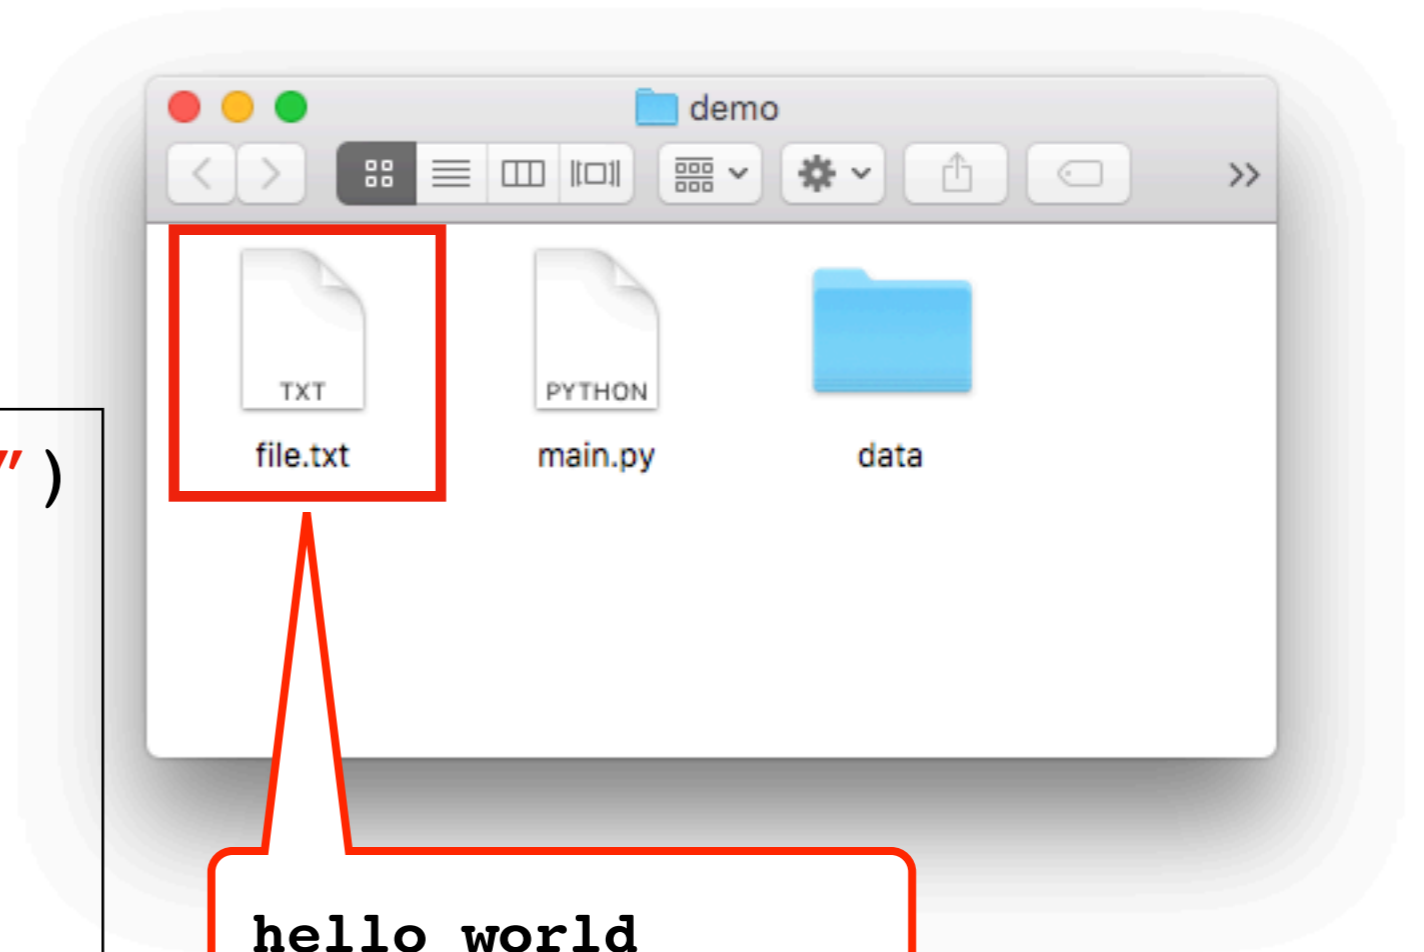 demo
TXT
PYTHON
file.txt
main.py
data
")
hello world